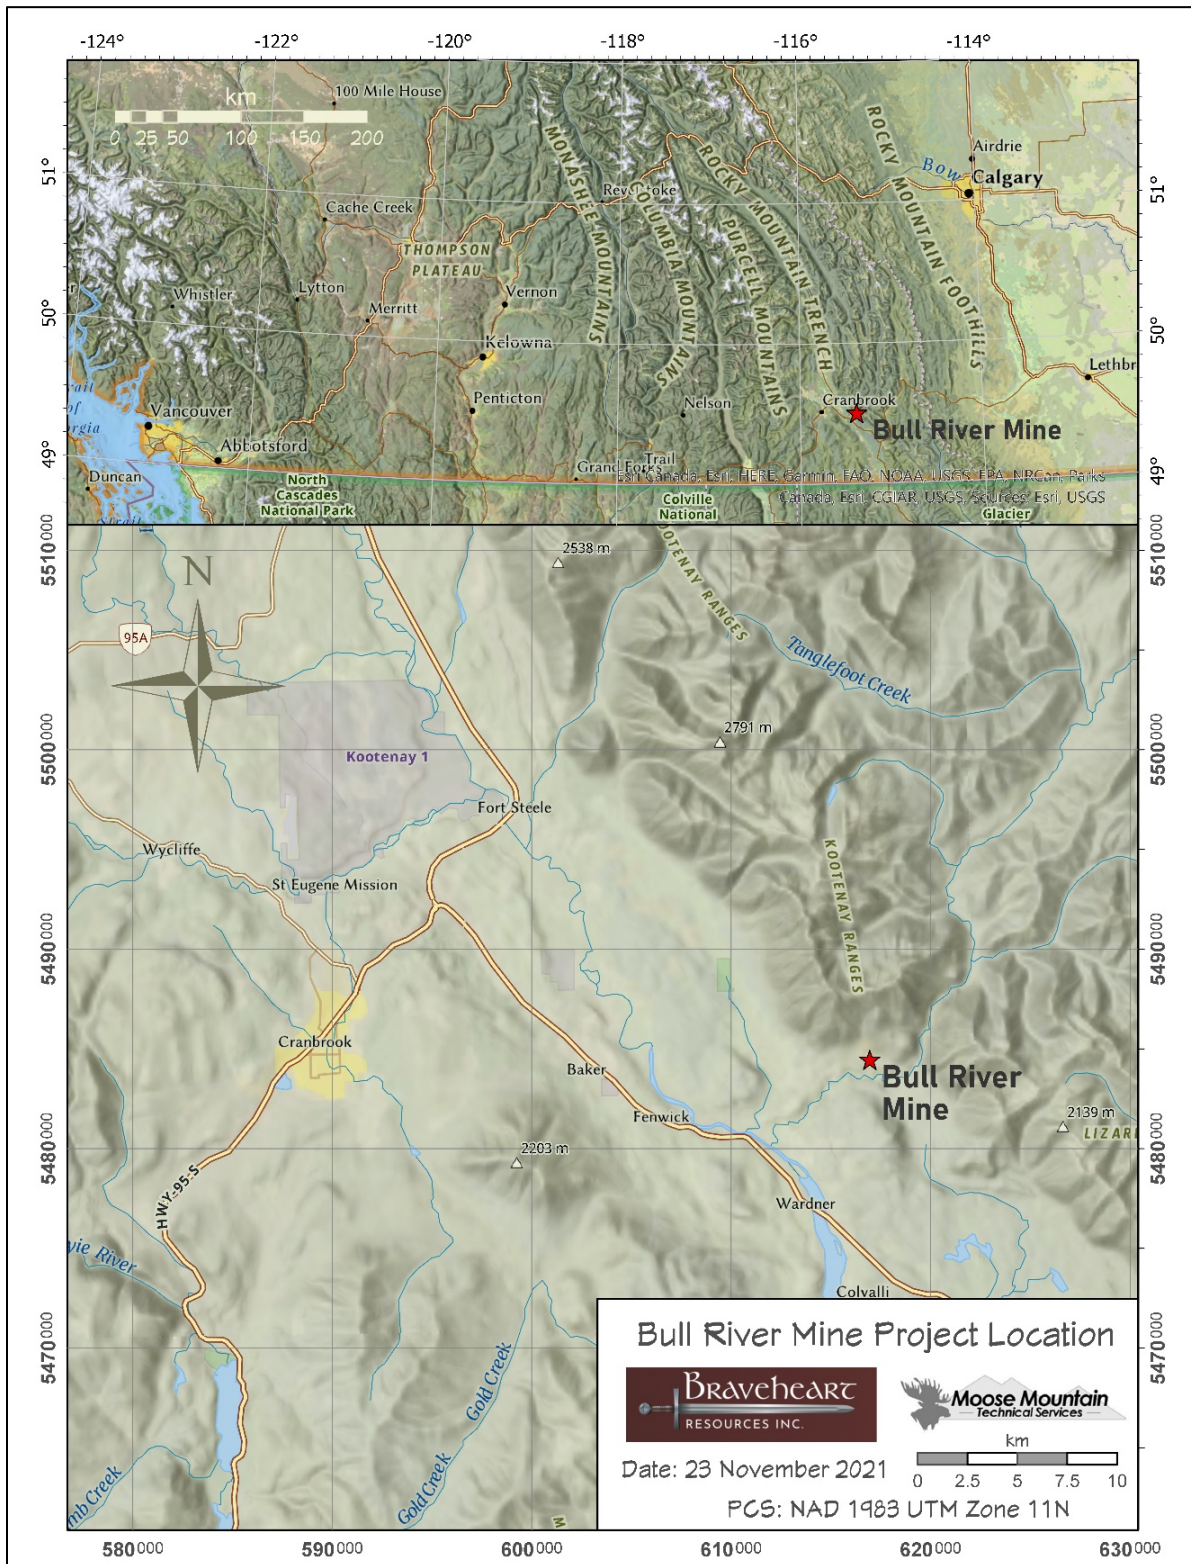 -124° -122° -120° -118° -116° -114°
km
0 25 50 100 150 200
100 Mile House
51°
51°
50°
50°
49°
49°
MONASHEE MOUNTAINS
ROCKY MOUNTAIN TRENCH
ROCKY MOUNTAIN FOOTHILLS
PURCELL MOUNTAINS
OLUMBIA MOUNTAINS
Airdrie
Bow
Calgary
Cache Creek
THOMPSON
PLATEAU
Whistler
Lytton
Merritt
Vernon
Kelowna
Penticton
Nelson
Cranbrook
Lethbr
Bull River Mine
Vancouver
Abbotsford
of
rgia
Duncan
North
Cascades
National Park
Grand Forks
Trail
Esri Canada, Esri, HERE, Garmin, FAO, NOAA, USGS, EPA, NRCan, Parks
Canada, Esri, CGIAR, USGS, Sources: Esri, USGS
Colville
National
Glacier
5510000
5510000
N
2538 m
KOOTENAY RANGES
95A
Tanglefoot Creek
2791 m
5500000
5500000
Kootenay 1
Fort Steele
Wycliffe
St Eugene Mission
KOOTENAY RANGES
5490000
5490000
Cranbrook
Baker
Fenwick
Bull River
Mine
2139 m
LIZAR
5480000
5480000
2203 m
HWY-95-S
Wardner
yie River
Colvalli
5470000
5470000
Gold Creek
Gold Creek
mb Creek
M
Bull River Mine Project Location
BRAVEHEART
RESOURCES INC.
Moose Mountain
Technical Services
km
0 2.5 5 7.5 10
Date: 23 November 2021
PCS: NAD 1983 UTM Zone 11N
580000 590000 600000 610000 620000 630000